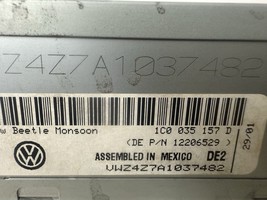 Z4Z7A1037482
w Beetle Monsoon 1C0 035 157 D
(DE P/N 12206529 )
29/01
ASSEMBLED IN MEXICO DE2
VWZ4Z7A1037482